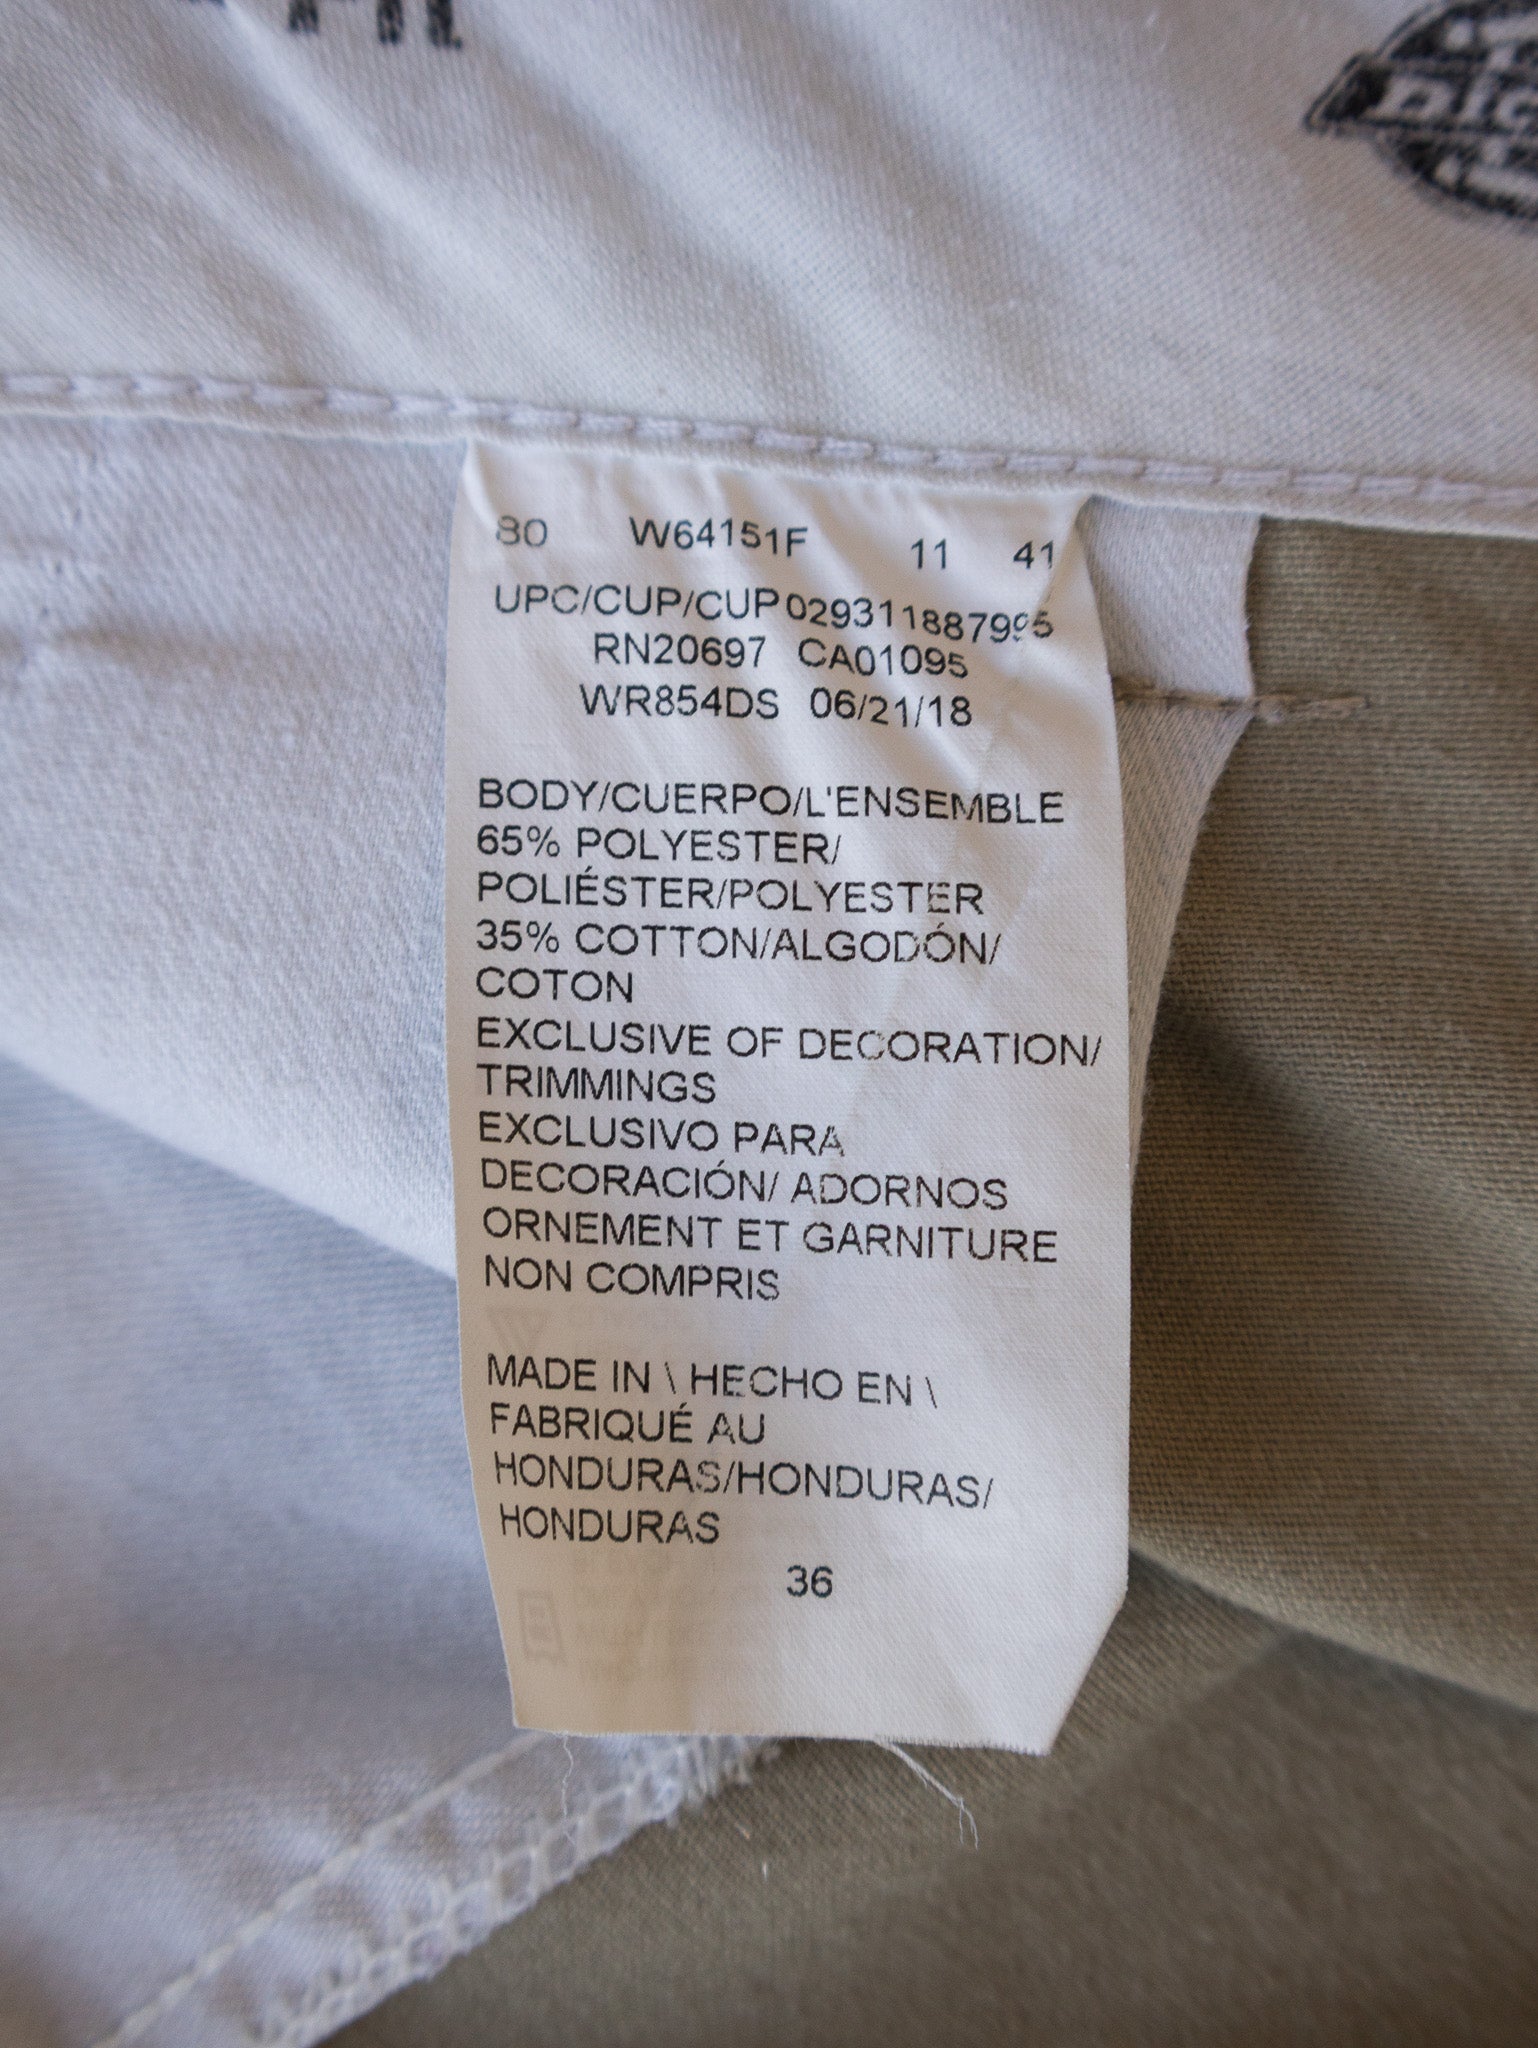 80 W64151F 11 41
UPC/CUP/CUP 029311887995
RN20697 CA01095
WR854DS 06/21/18
BODY/CUERPO/L'ENSEMBLE
65% POLYESTER/
POLIÉSTER/POLYESTER
35% COTTON/ALGODÓN/
COTON
EXCLUSIVE OF DECORATION/
TRIMMINGS
EXCLUSIVO PARA
DECORACIÓN/ ADORNOS
ORNEMENT ET GARNITURE
NON COMPRIS
MADE IN \ HECHO EN \
FABRIQUÉ AU
HONDURAS/HONDURAS/
HONDURAS
36